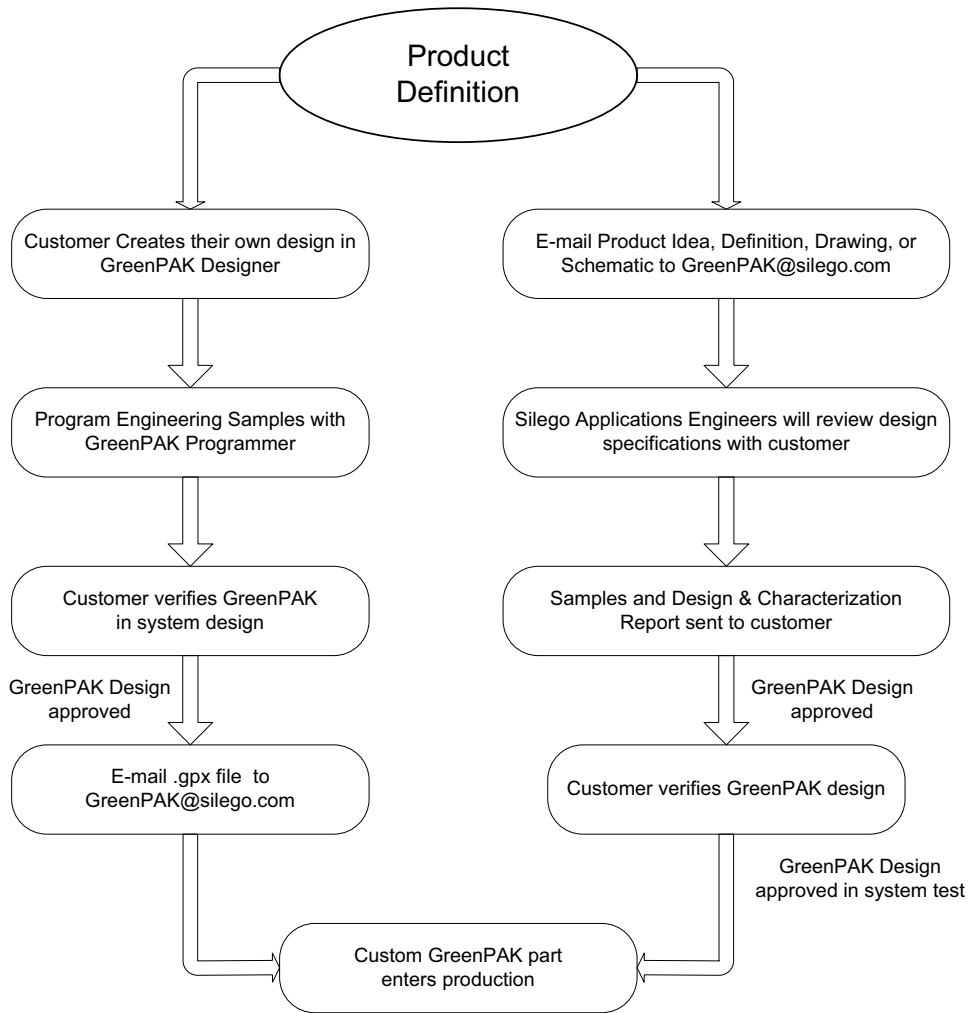 Product
Definition
Customer Creates their own design in
GreenPAK Designer
Program Engineering Samples with
GreenPAK Programmer
Customer verifies GreenPAK
in system design
GreenPAK Design
approved
E-mail .gpx file to
GreenPAK@silego.com
E-mail Product Idea, Definition, Drawing, or
Schematic to GreenPAK@silego.com
Silego Applications Engineers will review design
specifications with customer
Samples and Design & Characterization
Report sent to customer
GreenPAK Design
approved
Customer verifies GreenPAK design
GreenPAK Design
approved in system test
Custom GreenPAK part
enters production